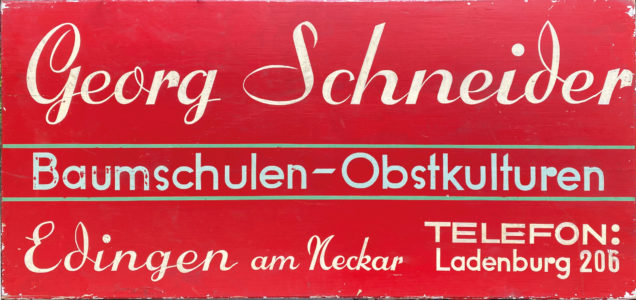 Georg Schneider
Baumschulen-Obstkulturen
Edingen am Neckar
TELEFON:
Ladenburg 206